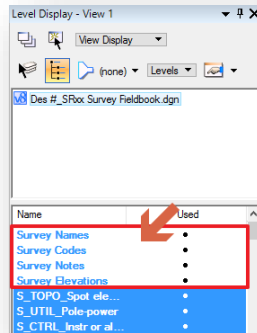 Level Display - View 1
View Display
(none) Levels
Des #_SRxx Survey Fieldbook.dgn
Name Used
Survey Names
Survey Codes
Survey Notes
Survey Elevations
S_TOPO_Spot ele...
S_UTIL_Pole-power
S_CTRL_Instr or al...